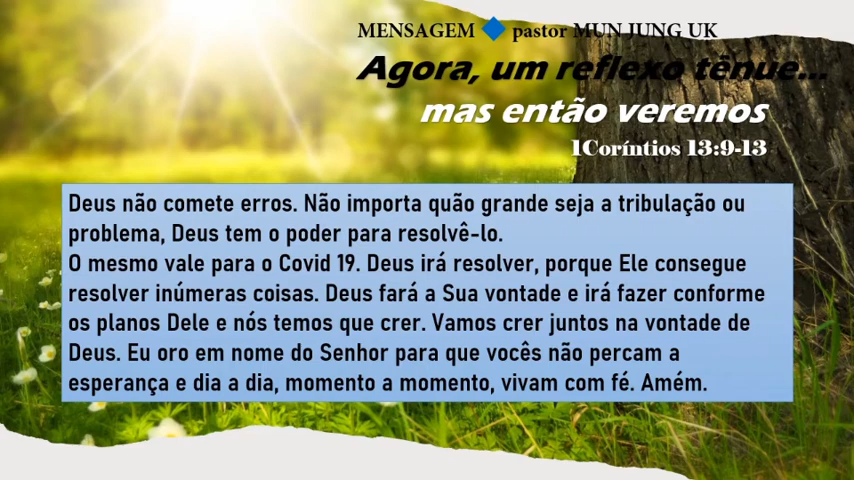 MENSAGEM pastor MUN JUNG UK
Agora, um reflexo tênue...
mas então veremos
1Coríntios 13:9-13
Deus não comete erros. Não importa quão grande seja a tribulação ou
problema, Deus tem o poder para resolvê-lo.
O mesmo vale para o Covid 19. Deus irá resolver, porque Ele consegue
resolver inúmeras coisas. Deus fará a Sua vontade e irá fazer conforme
os planos Dele e nós temos que crer. Vamos crer juntos na vontade de
Deus. Eu oro em nome do Senhor para que vocês não percam a
esperança e dia a dia, momento a momento, vivam com fé. Amém.